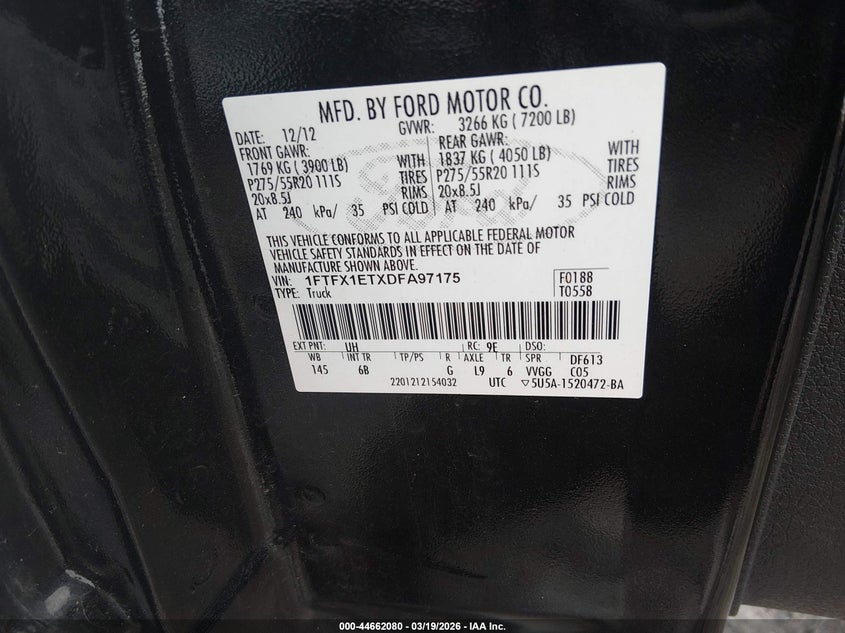 MFD. BY FORD MOTOR CO.
DATE: 12/12 GVWR: 3266 KG ( 7200 LB)
FRONT GAWR: REAR GAWR:
1769 KG ( 3900 LB) WITH 1837 KG ( 4050 LB) WITH
P275/55R20 111S TIRES P275/55R20 111S TIRES
20x8.5J RIMS 20x8.5J RIMS
AT 240 kPa/ 35 PSI COLD AT 240 kPa/ 35 PSI COLD
THIS VEHICLE CONFORMS TO ALL APPLICABLE FEDERAL MOTOR
VEHICLE SAFETY STANDARDS IN EFFECT ON THE DATE OF
MANUFACTURE SHOWN ABOVE.
VIN: 1FTFX1ETXDFA97175 F0188
TYPE: Truck T0558
EXT PNT: UH RC: 9E DSO:
WB INT TR TP/PS R AXLE TR SPR DF613
145 6B G L9 6 VVGG C05
2201212154032 UTC ▽5U5A-1520472-BA
000-44662080 - 03/19/2026 - IAA Inc.